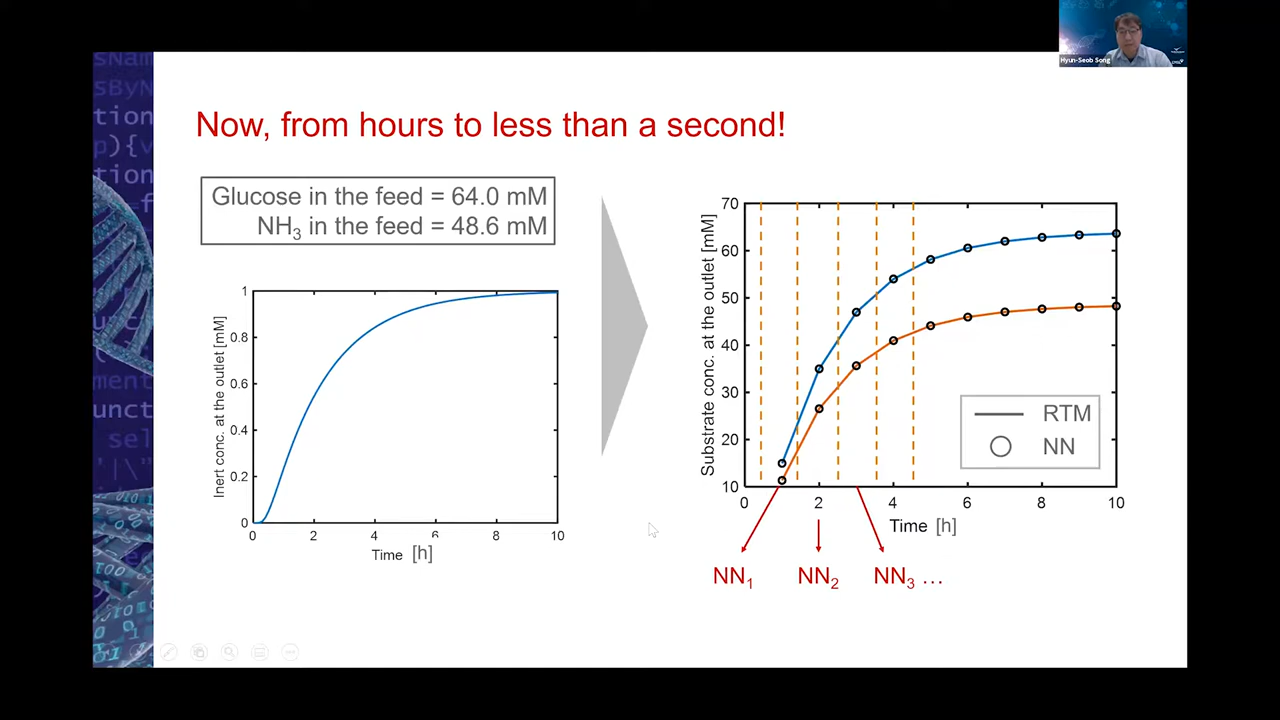 Hyun-Seob Song
Now, from hours to less than a second!
Glucose in the feed = 64.0 mM
NH3 in the feed = 48.6 mM
Inert conc. at the outlet [mM]
1
0.8
0.6
0.4
0.2
0
0 2 4 6 8 10
Time [h]
Substrate conc. at the outlet [mM]
70
60
50
40
30
20
10
0 2 4 6 8 10
Time [h]
RTM
NN
NN1 NN2 NN3 …